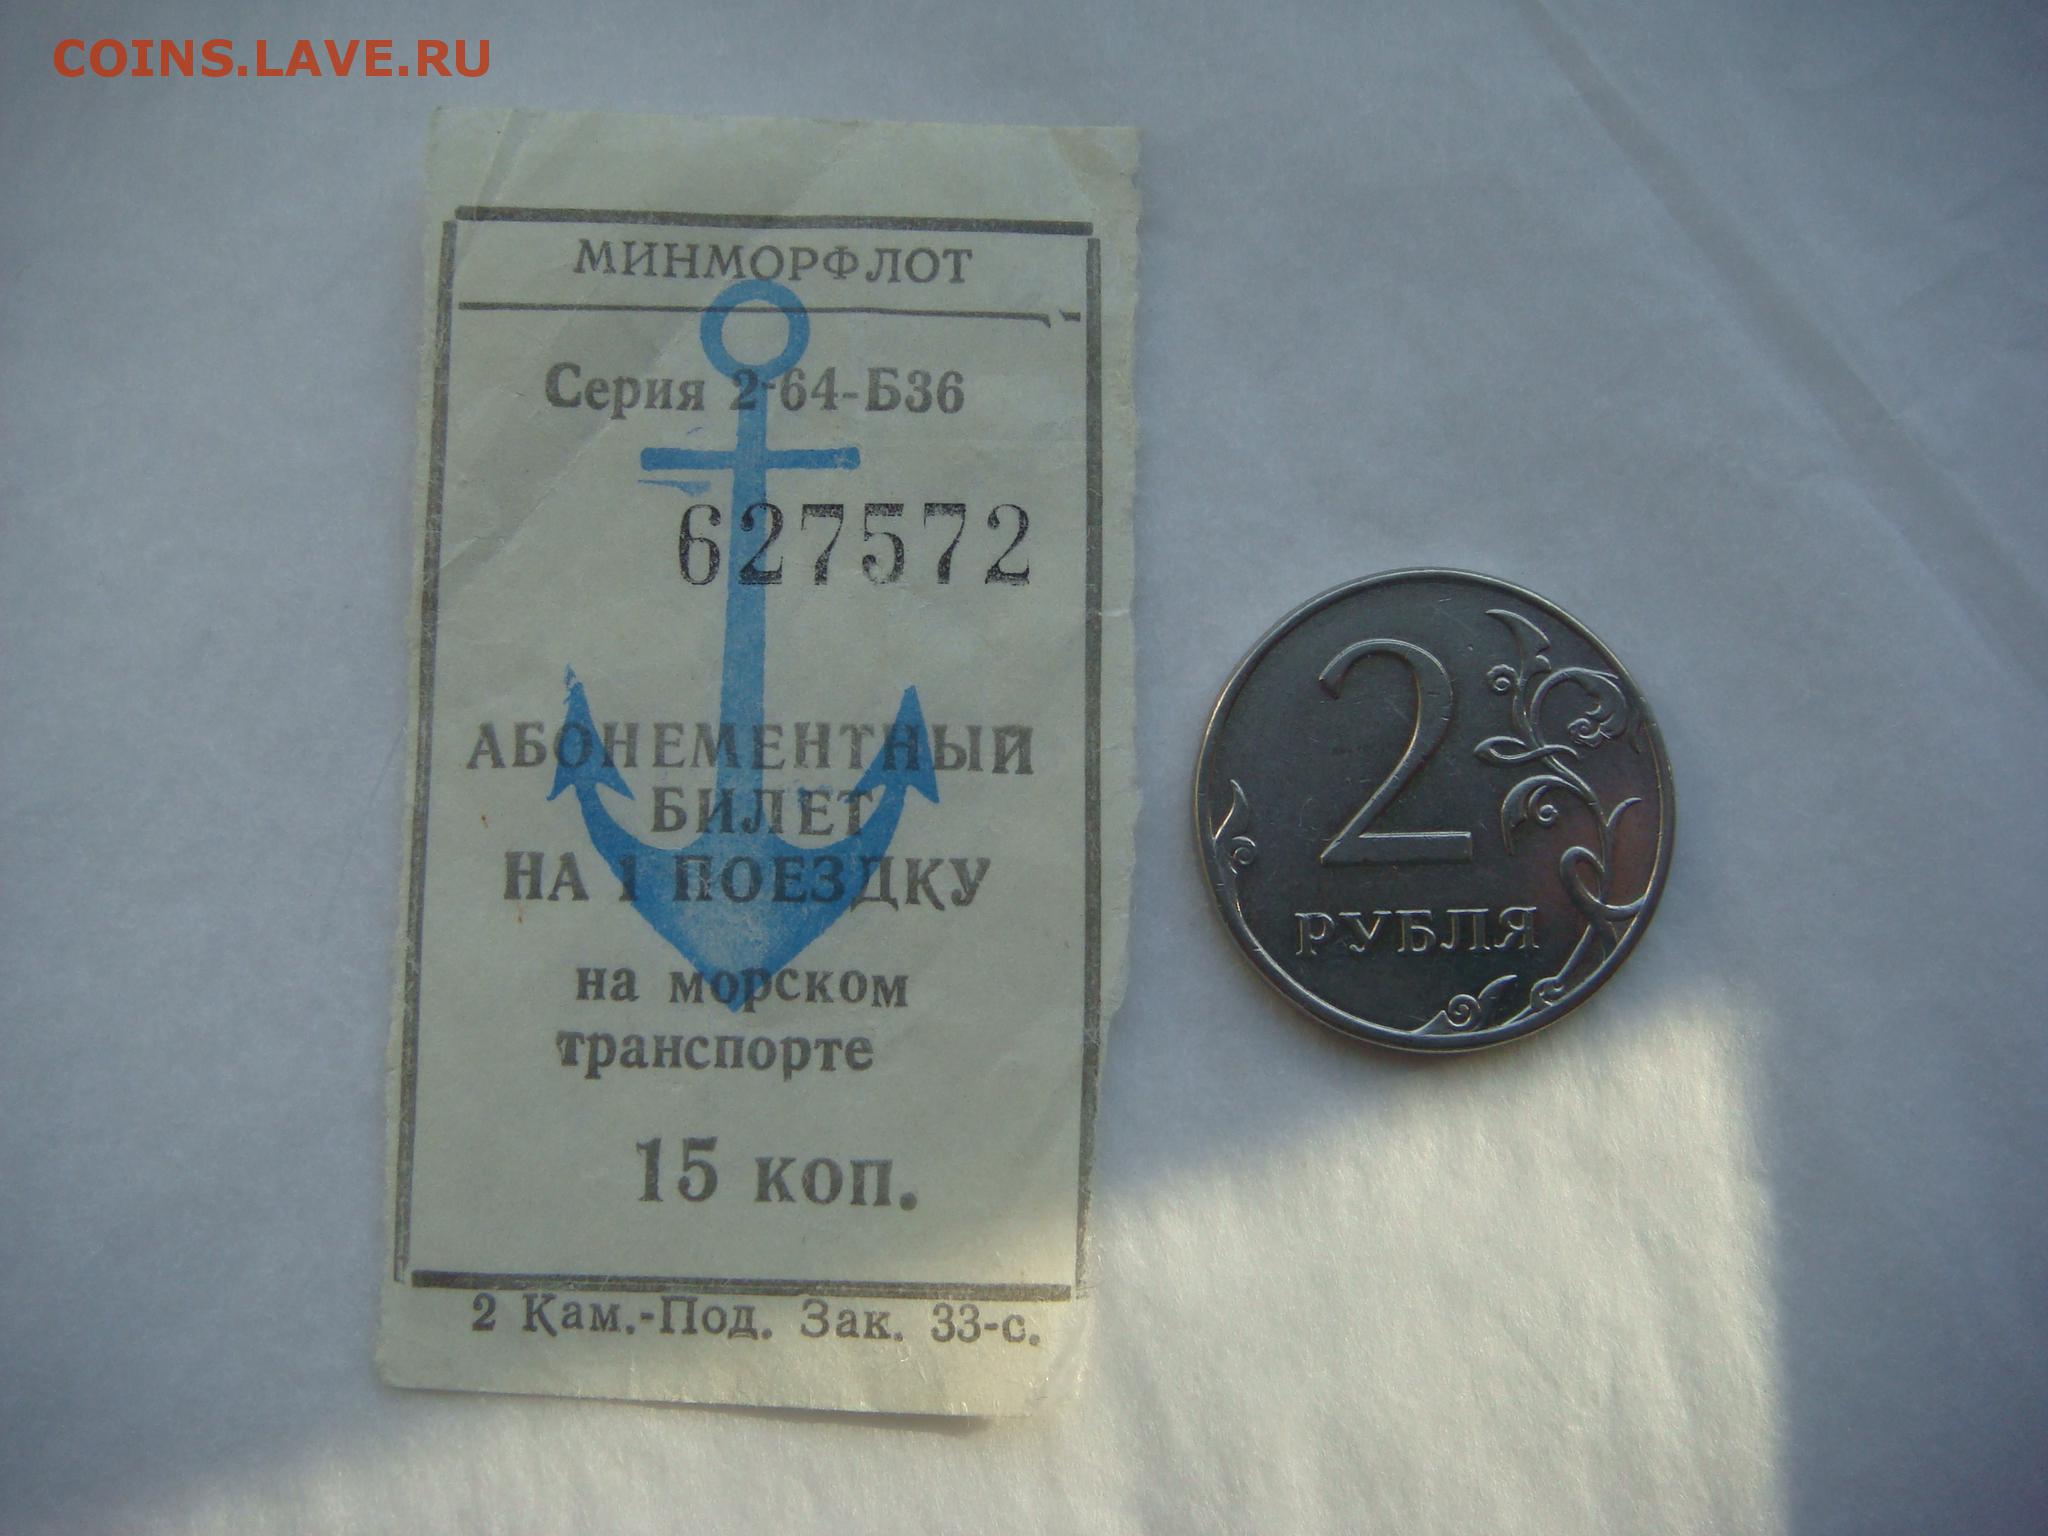 COINS.LAVE.RU
МИНМОРФЛОТ
Серия 2-64-Б36
627572
АБОНЕМЕНТНЫЙ
БИЛЕТ
НА 1 ПОЕЗДКУ
на морском
транспорте
15 коп.
2 Кам.-Под. Зак. 33-с.
2
РУБЛЯ